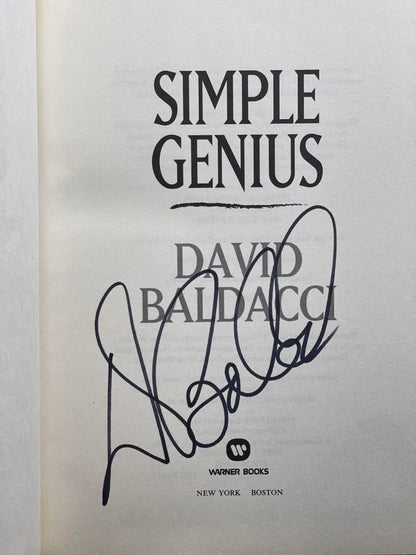 SIMPLE
GENIUS
DAVID
BALDACCI
WARNER BOOKS
NEW YORK BOSTON